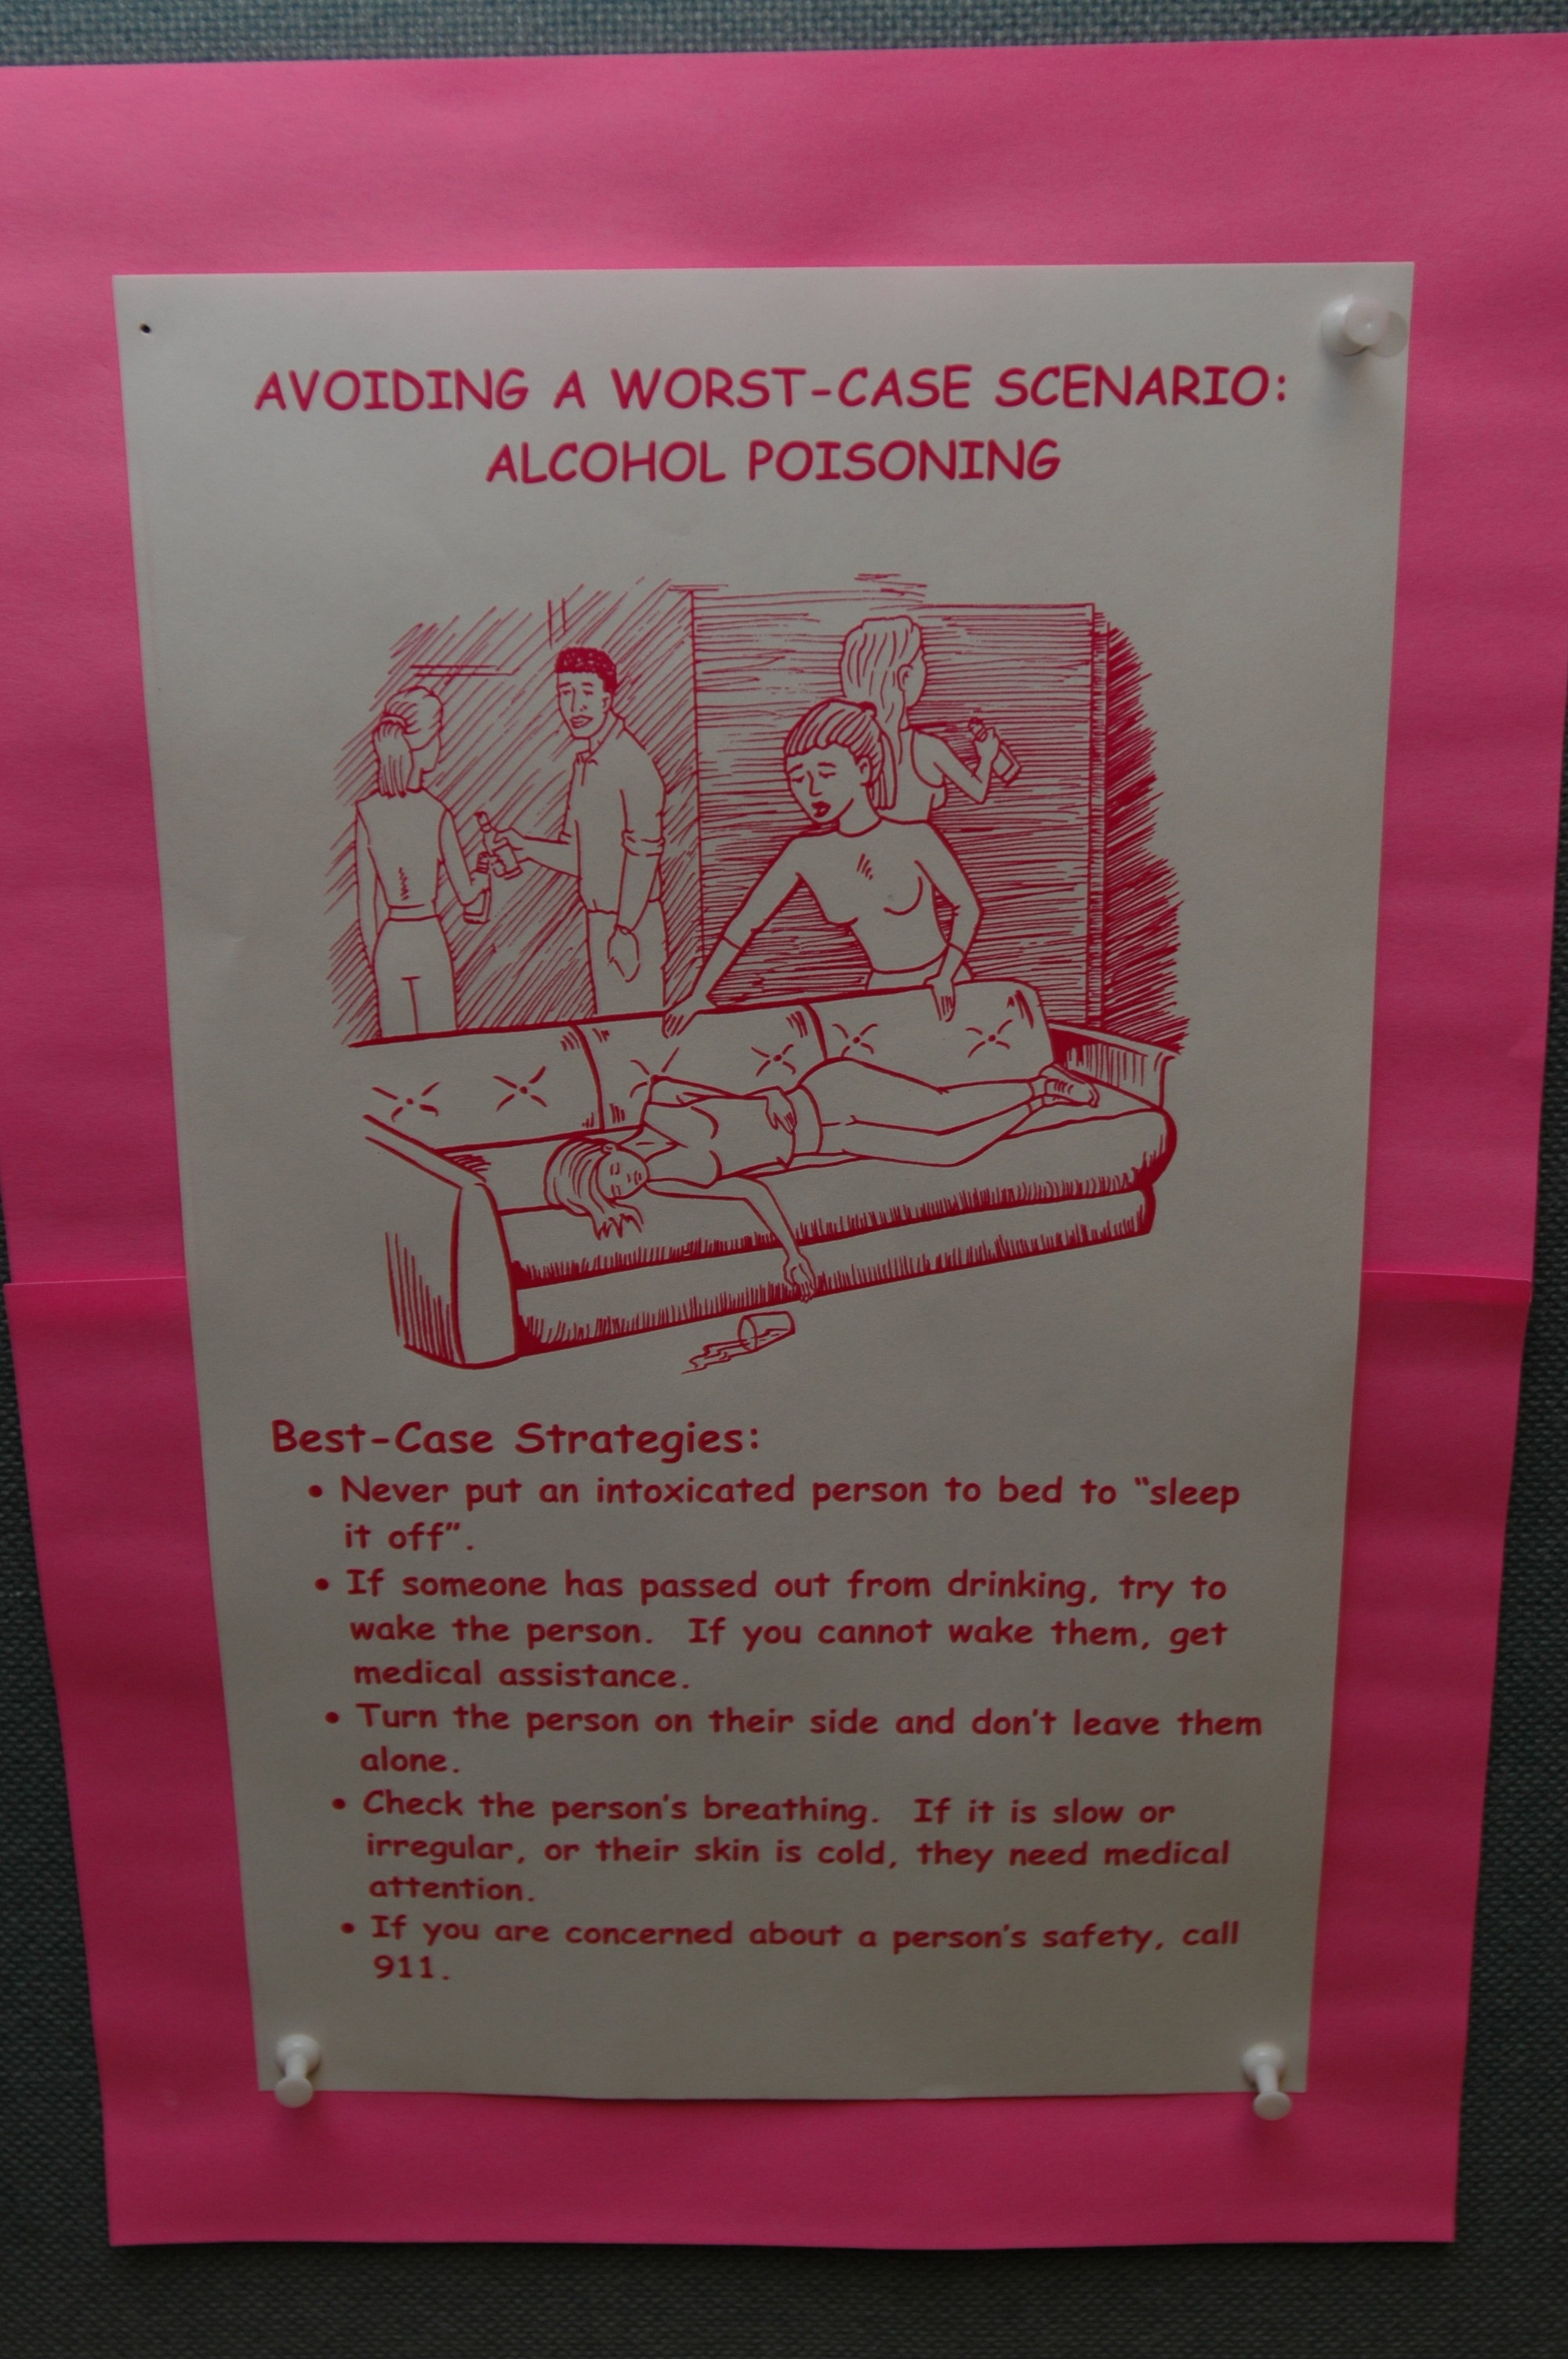 AVOIDING A WORST-CASE SCENARIO:
ALCOHOL POISONING
Best-Case Strategies:
• Never put an intoxicated person to bed to “sleep
it off”.
• If someone has passed out from drinking, try to
wake the person.  If you cannot wake them, get
medical assistance.
• Turn the person on their side and don’t leave them
alone.
• Check the person’s breathing.  If it is slow or
irregular, or their skin is cold, they need medical
attention.
• If you are concerned about a person’s safety, call
911.